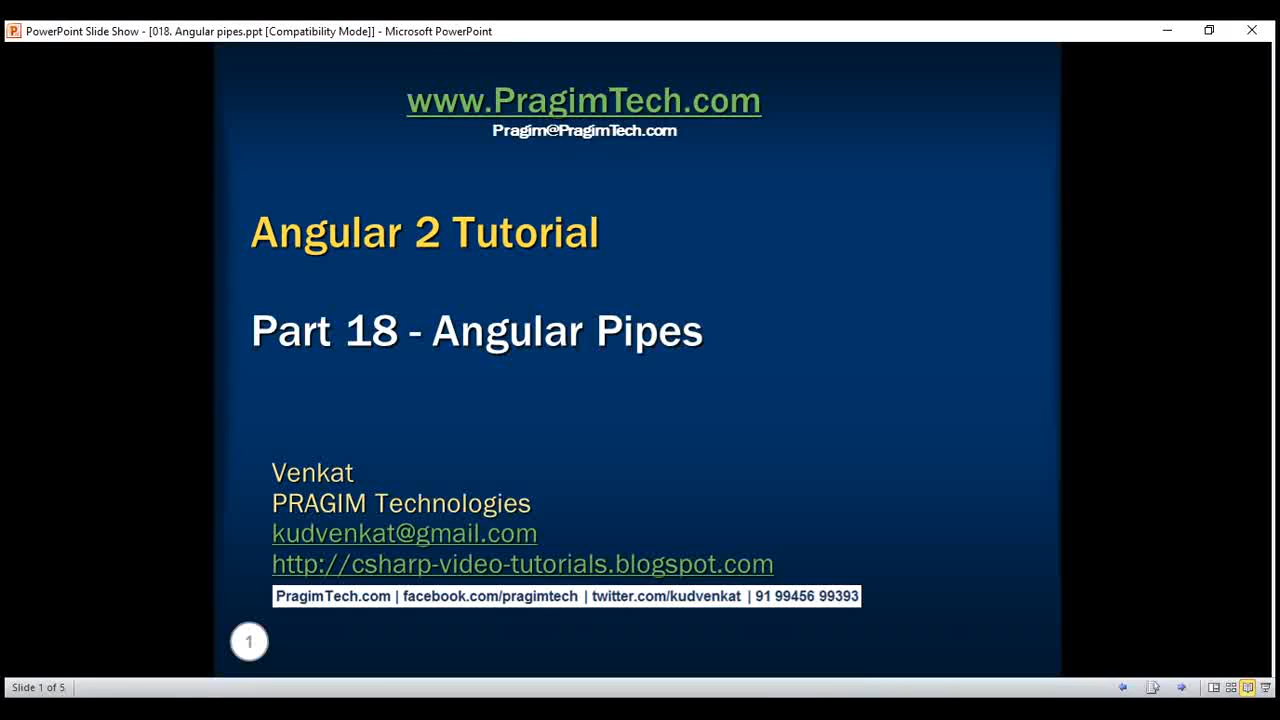 PowerPoint Slide Show - [018. Angular pipes.ppt [Compatibility Mode]] - Microsoft PowerPoint
www.PragimTech.com
Pragim@PragimTech.com
Angular 2 Tutorial
Part 18 - Angular Pipes
Venkat
PRAGIM Technologies
kudvenkat@gmail.com
http://csharp-video-tutorials.blogspot.com
PragimTech.com | facebook.com/pragimtech | twitter.com/kudvenkat | 91 99456 99393
1
Slide 1 of 5